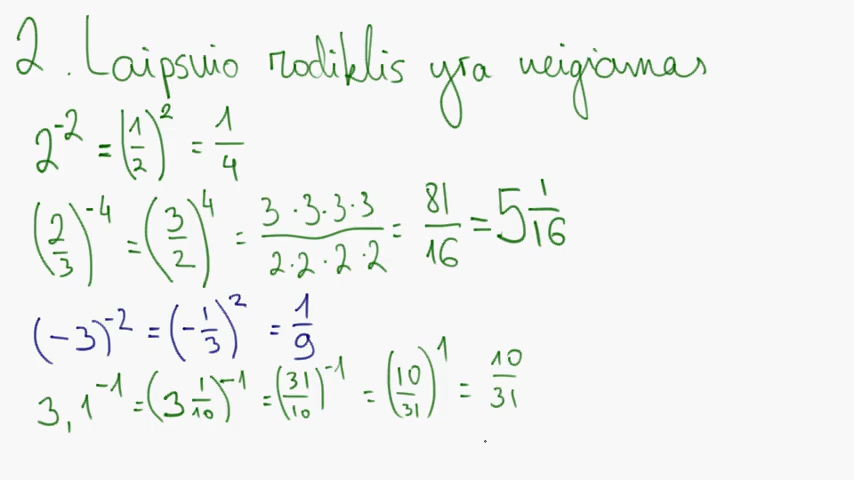 2. Laipsnio rodiklis yra neigiamas
2^-2 = (1/2)^2 = 1/4
(2/3)^-4 = (3/2)^4 = 3·3·3·3/2·2·2·2 = 81/16 = 5 1/16
(-3)^-2 = (-1/3)^2 = 1/9
3,1^-1 = (3 1/10)^-1 = (31/10)^-1 = (10/31)^1 = 10/31